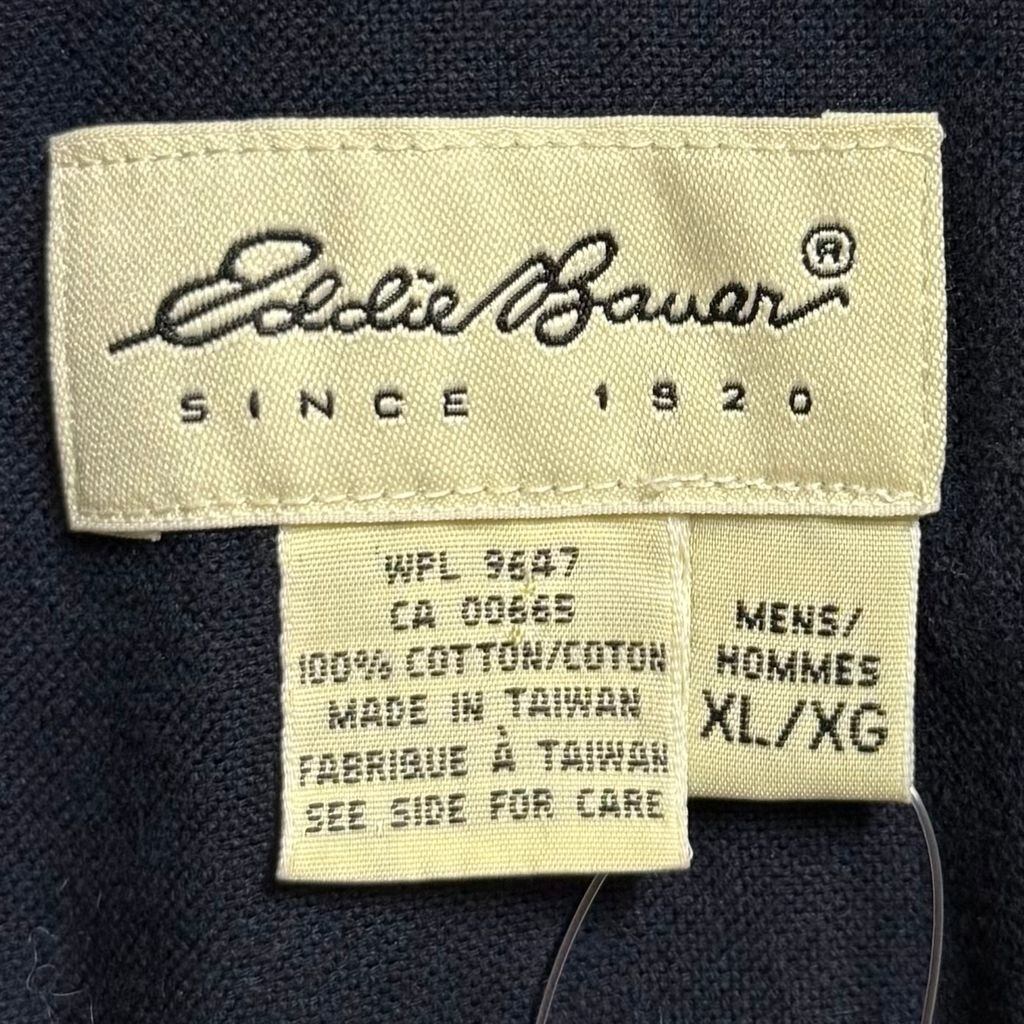 Eddie Bauer ®
SINCE 1920
WPL 9647
CA 00669
100% COTTON/COTON
MADE IN TAIWAN
FABRIQUE À TAIWAN
SEE SIDE FOR CARE
MENS/
HOMMES
XL/XG